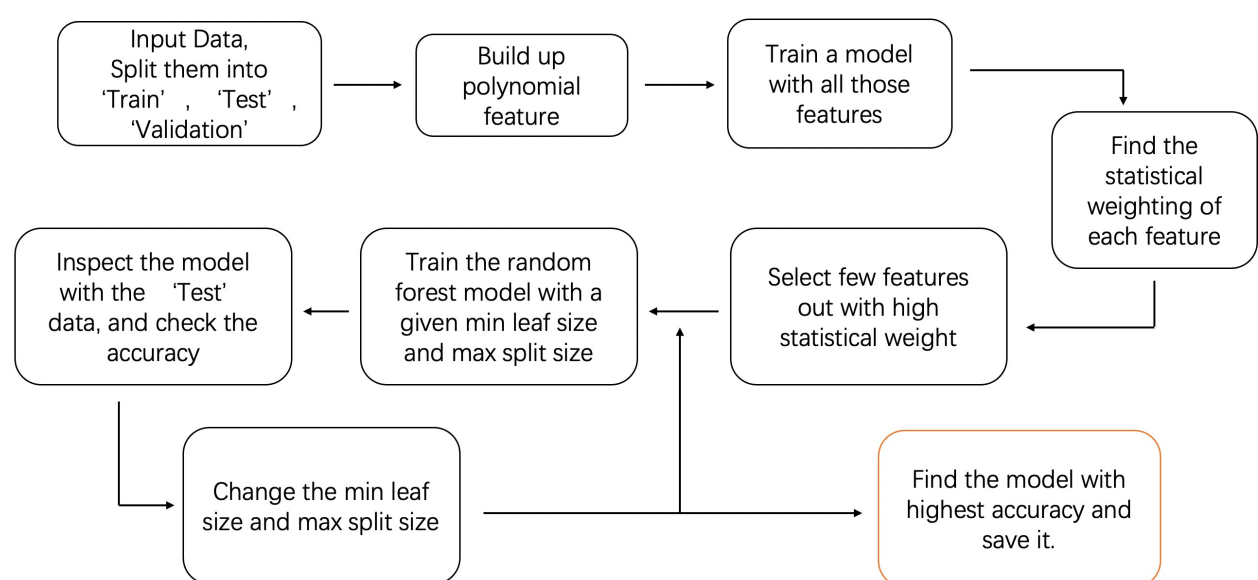 Input Data,
Split them into
‘Train’ , ‘Test’ ,
‘Validation’
Build up
polynomial
feature
Train a model
with all those
features
Find the
statistical
weighting of
each feature
Select few features
out with high
statistical weight
Train the random
forest model with a
given min leaf size
and max split size
Inspect the model
with the ‘Test’
data, and check the
accuracy
Change the min leaf
size and max split size
Find the model with
highest accuracy and
save it.